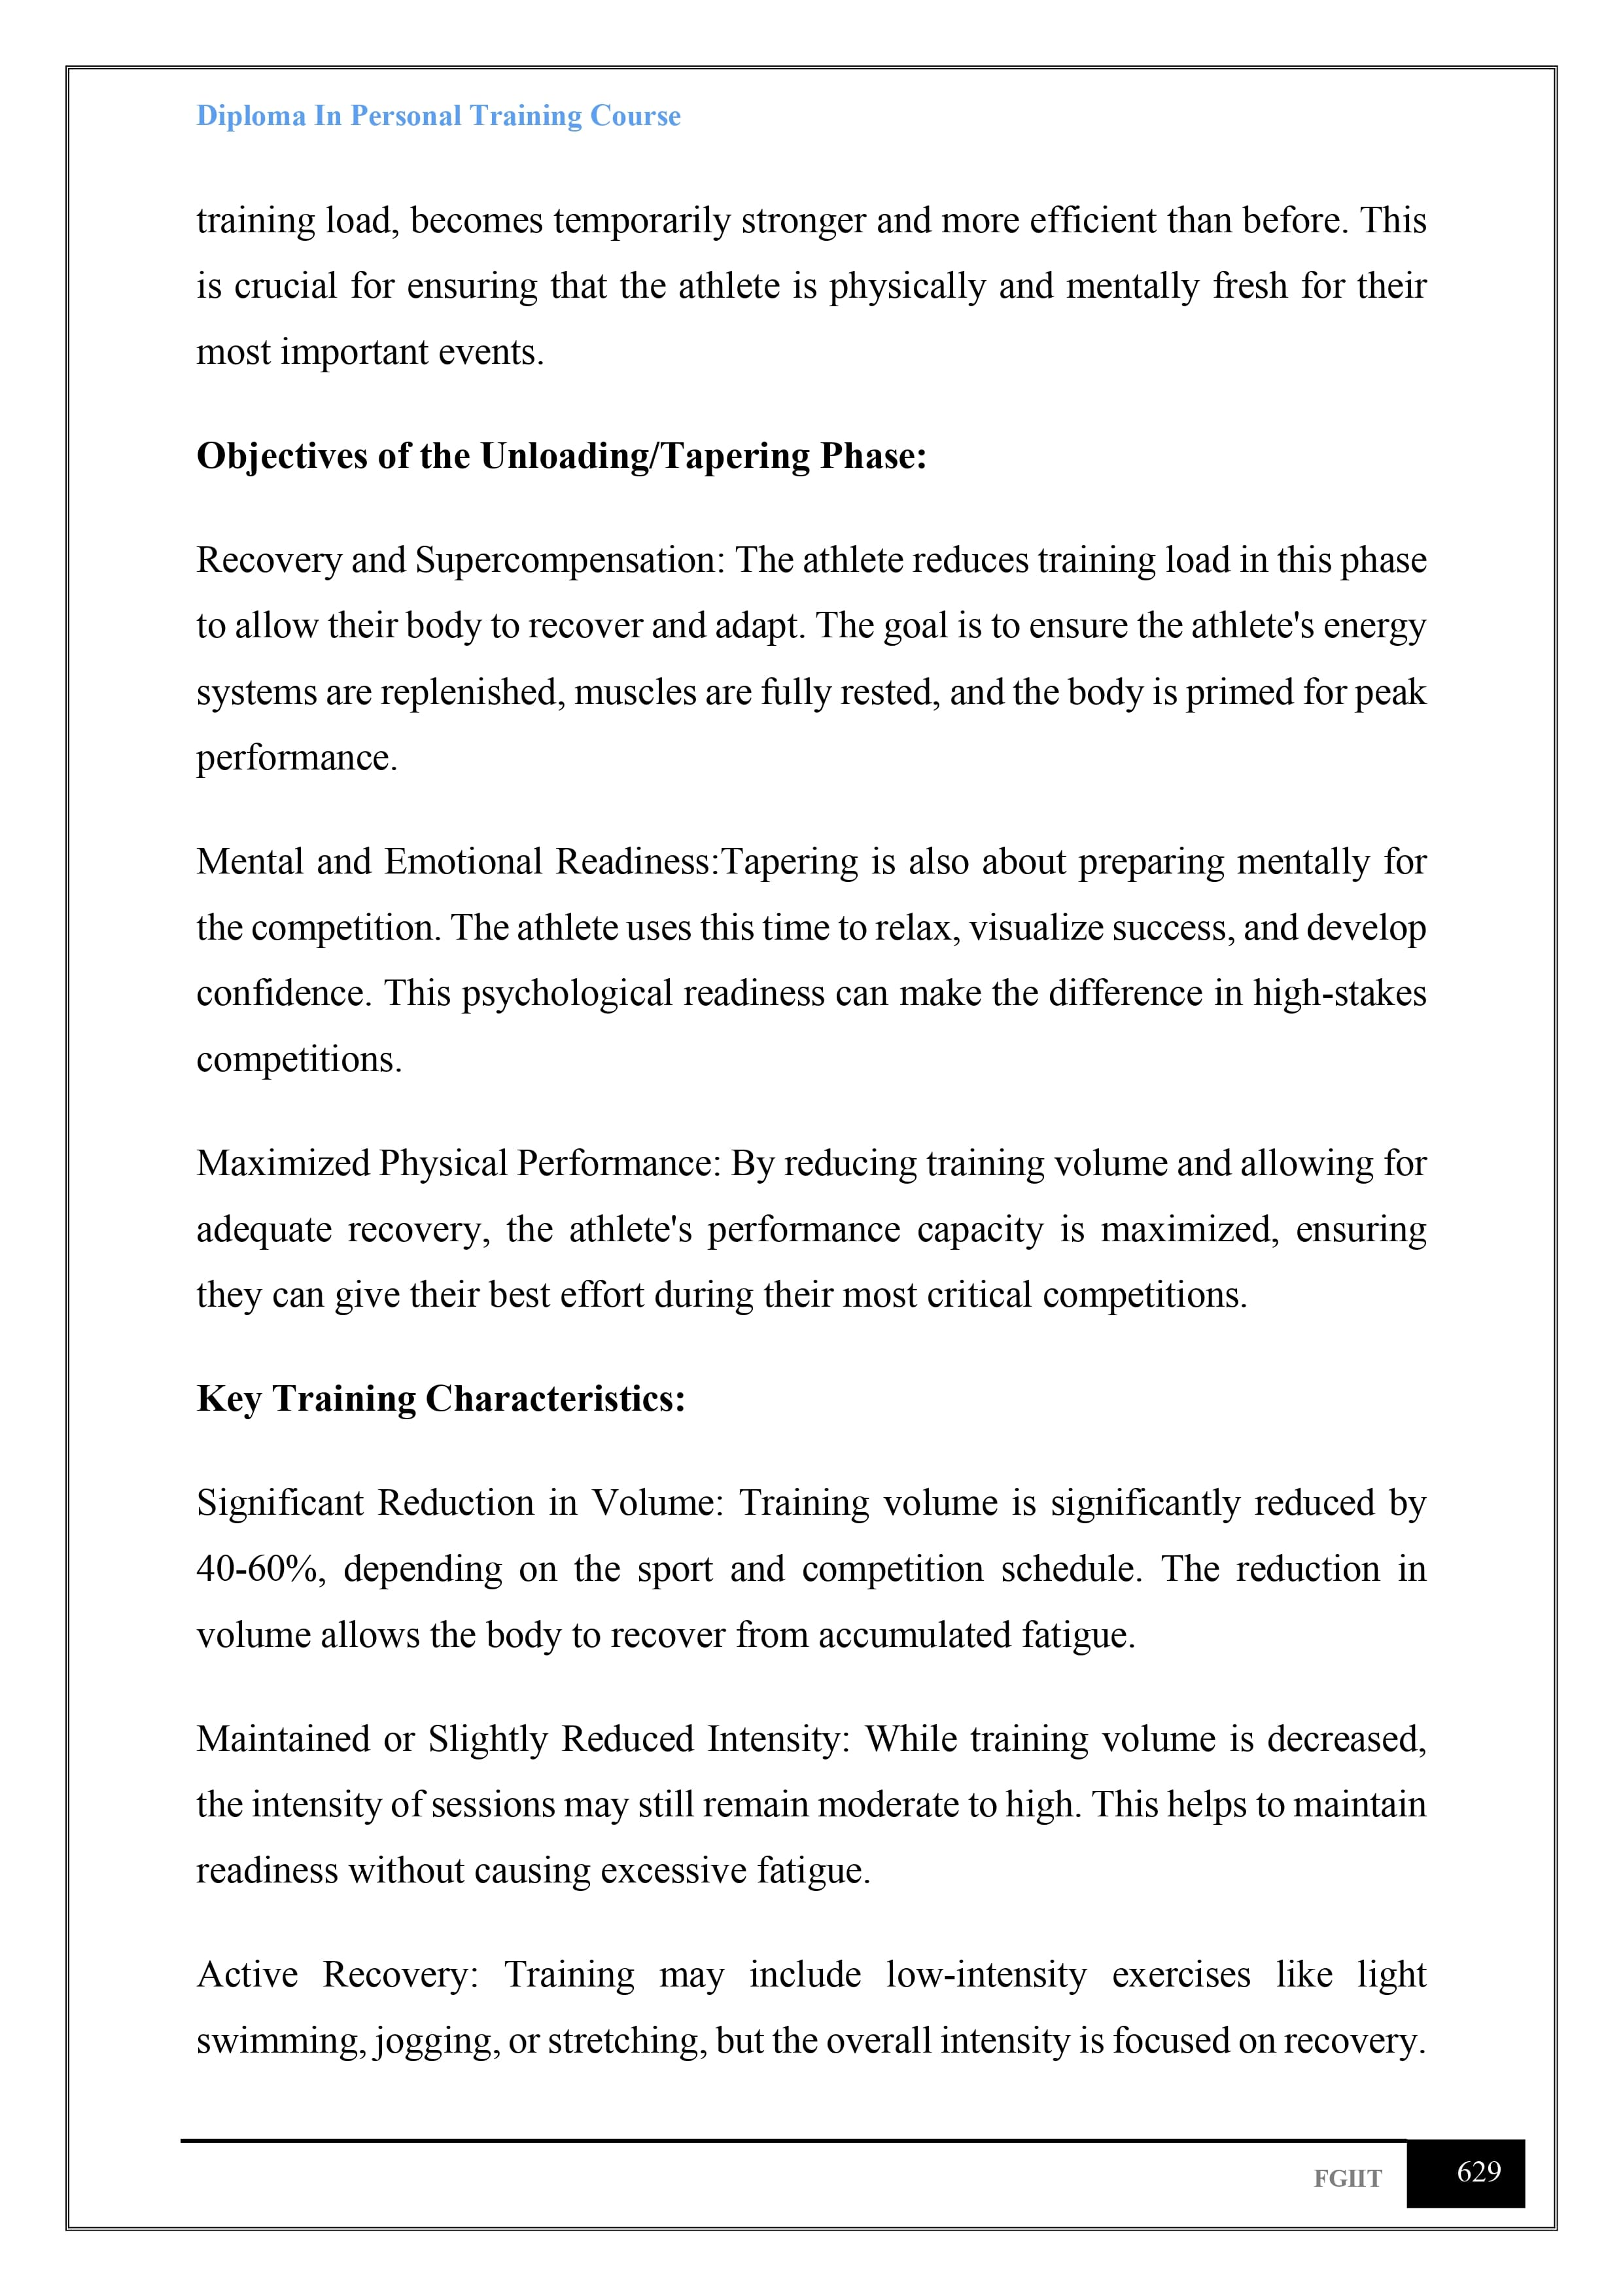 Diploma In Personal Training Course
training load, becomes temporarily stronger and more efficient than before. This
is crucial for ensuring that the athlete is physically and mentally fresh for their
most important events.
Objectives of the Unloading/Tapering Phase:
Recovery and Supercompensation: The athlete reduces training load in this phase
to allow their body to recover and adapt. The goal is to ensure the athlete's energy
systems are replenished, muscles are fully rested, and the body is primed for peak
performance.
Mental and Emotional Readiness:Tapering is also about preparing mentally for
the competition. The athlete uses this time to relax, visualize success, and develop
confidence. This psychological readiness can make the difference in high-stakes
competitions.
Maximized Physical Performance: By reducing training volume and allowing for
adequate recovery, the athlete's performance capacity is maximized, ensuring
they can give their best effort during their most critical competitions.
Key Training Characteristics:
Significant Reduction in Volume: Training volume is significantly reduced by
40-60%, depending on the sport and competition schedule. The reduction in
volume allows the body to recover from accumulated fatigue.
Maintained or Slightly Reduced Intensity: While training volume is decreased,
the intensity of sessions may still remain moderate to high. This helps to maintain
readiness without causing excessive fatigue.
Active Recovery: Training may include low-intensity exercises like light
swimming, jogging, or stretching, but the overall intensity is focused on recovery.
FGIIT
629